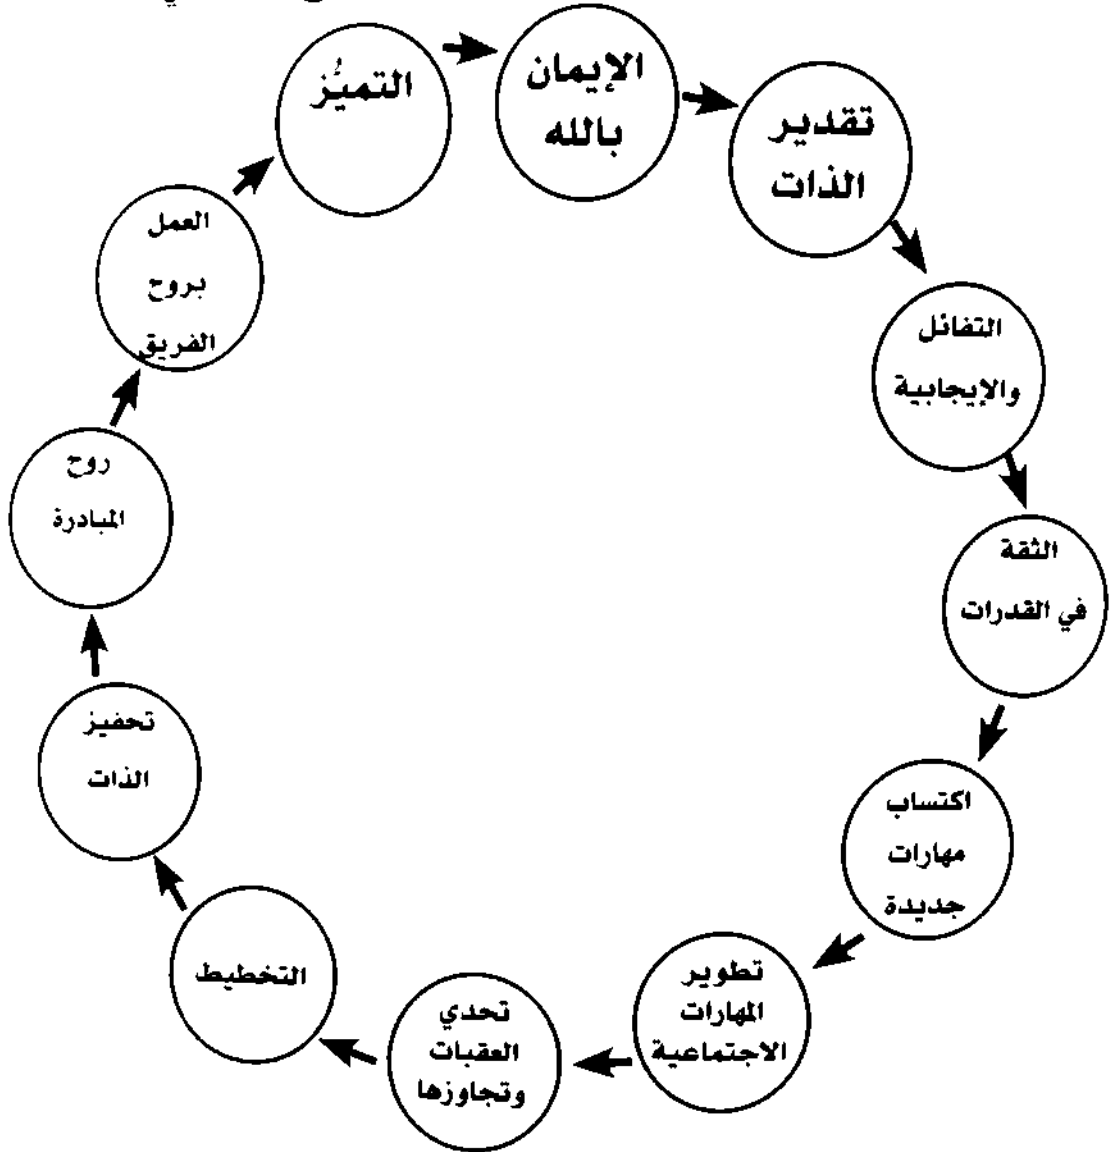 الإيمان
بالله
تقدير
الذات
التفائل
والإيجابية
الثقة
في القدرات
اكتساب
مهارات
جديدة
تطوير
المهارات
الاجتماعية
تحدي
العقبات
وتجاوزها
التخطيط
تحفيز
الذات
روح
المبادرة
العمل
بروح
الفريق
التميُّز